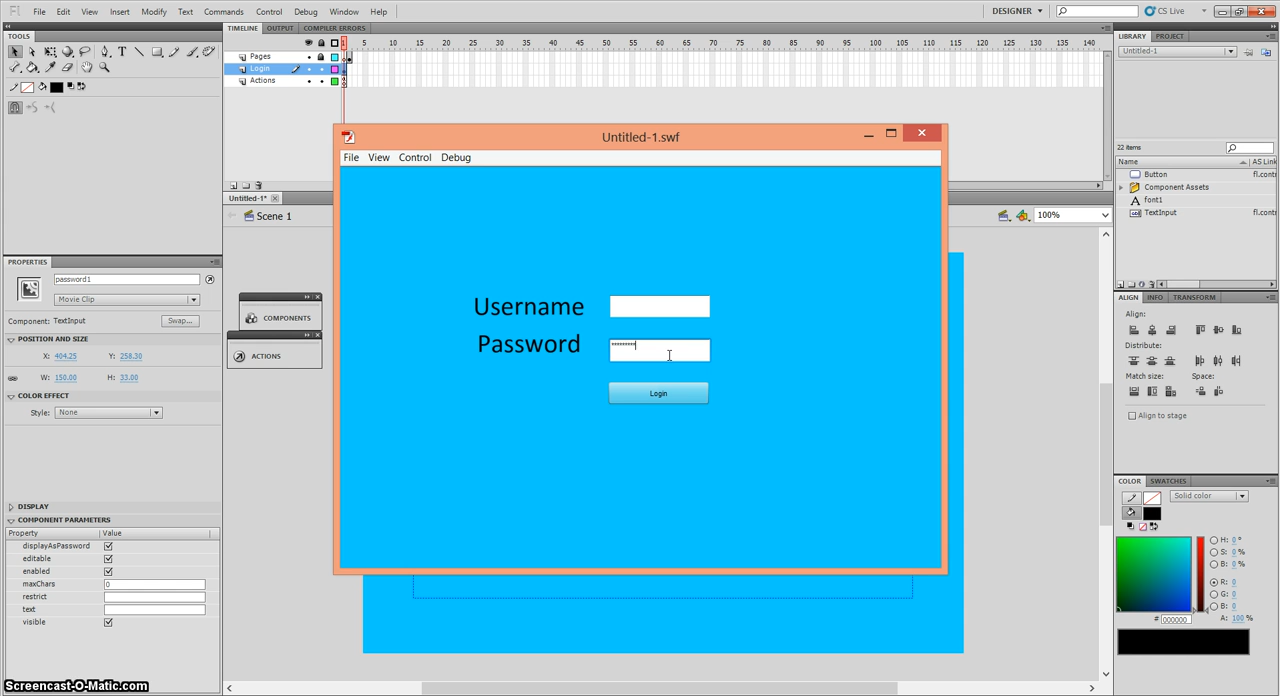 Fl File Edit View Insert Modify Text Commands Control Debug Window Help DESIGNER CS Live
TOOLS
TIMELINE OUTPUT COMPILER ERRORS
1 5 10 15 20 25 30 35 40 45 50 55 60 65 70 75 80 85 90 95 100 105 110 115 120 125 130 135 140
Pages
Login
Actions
LIBRARY PROJECT
Untitled-1
22 items
Name AS Link
Button fl.contr
Component Assets
font1
TextInput fl.contr
Untitled-1*
Scene 1
100%
PROPERTIES
password1
Movie Clip
Component: TextInput Swap...
POSITION AND SIZE
X: 404.25 Y: 258.30
W: 150.00 H: 33.00
COLOR EFFECT
Style: None
DISPLAY
COMPONENT PARAMETERS
Property Value
displayAsPassword
editable
enabled
maxChars 0
restrict
text
visible
COMPONENTS
ACTIONS
Untitled-1.swf
File View Control Debug
Username
Password *********
Login
ALIGN INFO TRANSFORM
Align:
Distribute:
Match size: Space:
Align to stage
COLOR SWATCHES
Solid color
H: 0 °
S: 0 %
B: 0 %
R: 0
G: 0
B: 0
# 000000 A: 100 %
Screencast-O-Matic.com